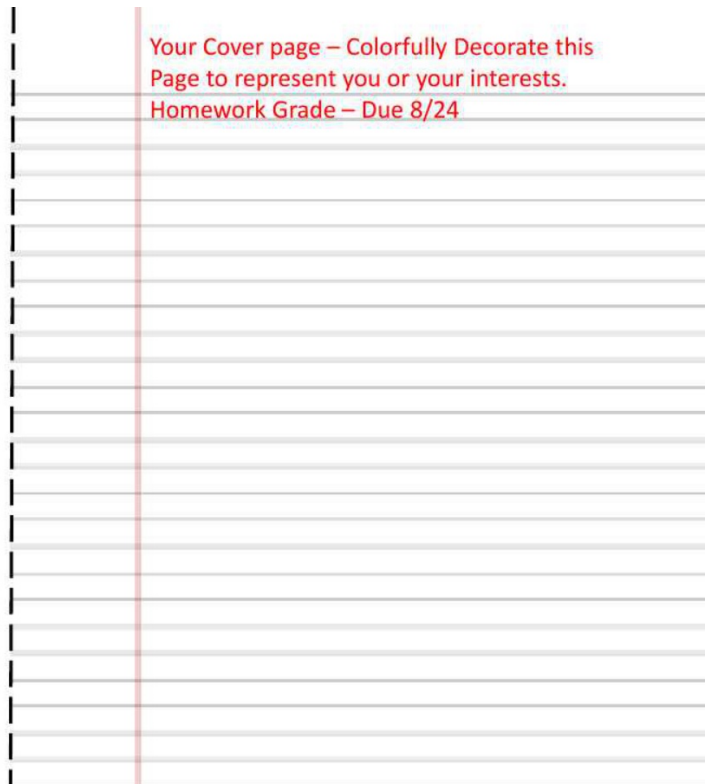 Your Cover page – Colorfully Decorate this
Page to represent you or your interests.
Homework Grade – Due 8/24